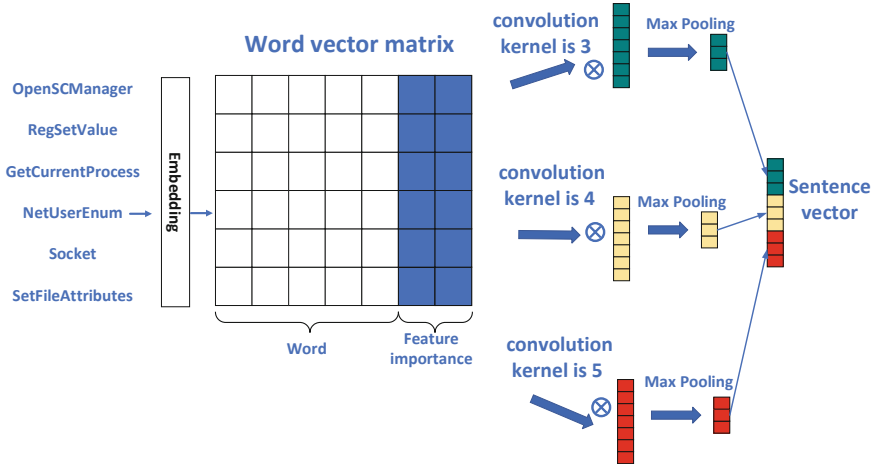 OpenSCManager
RegSetValue
GetCurrentProcess
NetUserEnum
Socket
SetFileAttributes
Embedding
Word vector matrix
Word
Feature
importance
convolution
kernel is 3
Max Pooling
convolution
kernel is 4
Max Pooling
convolution
kernel is 5
Max Pooling
Sentence
vector